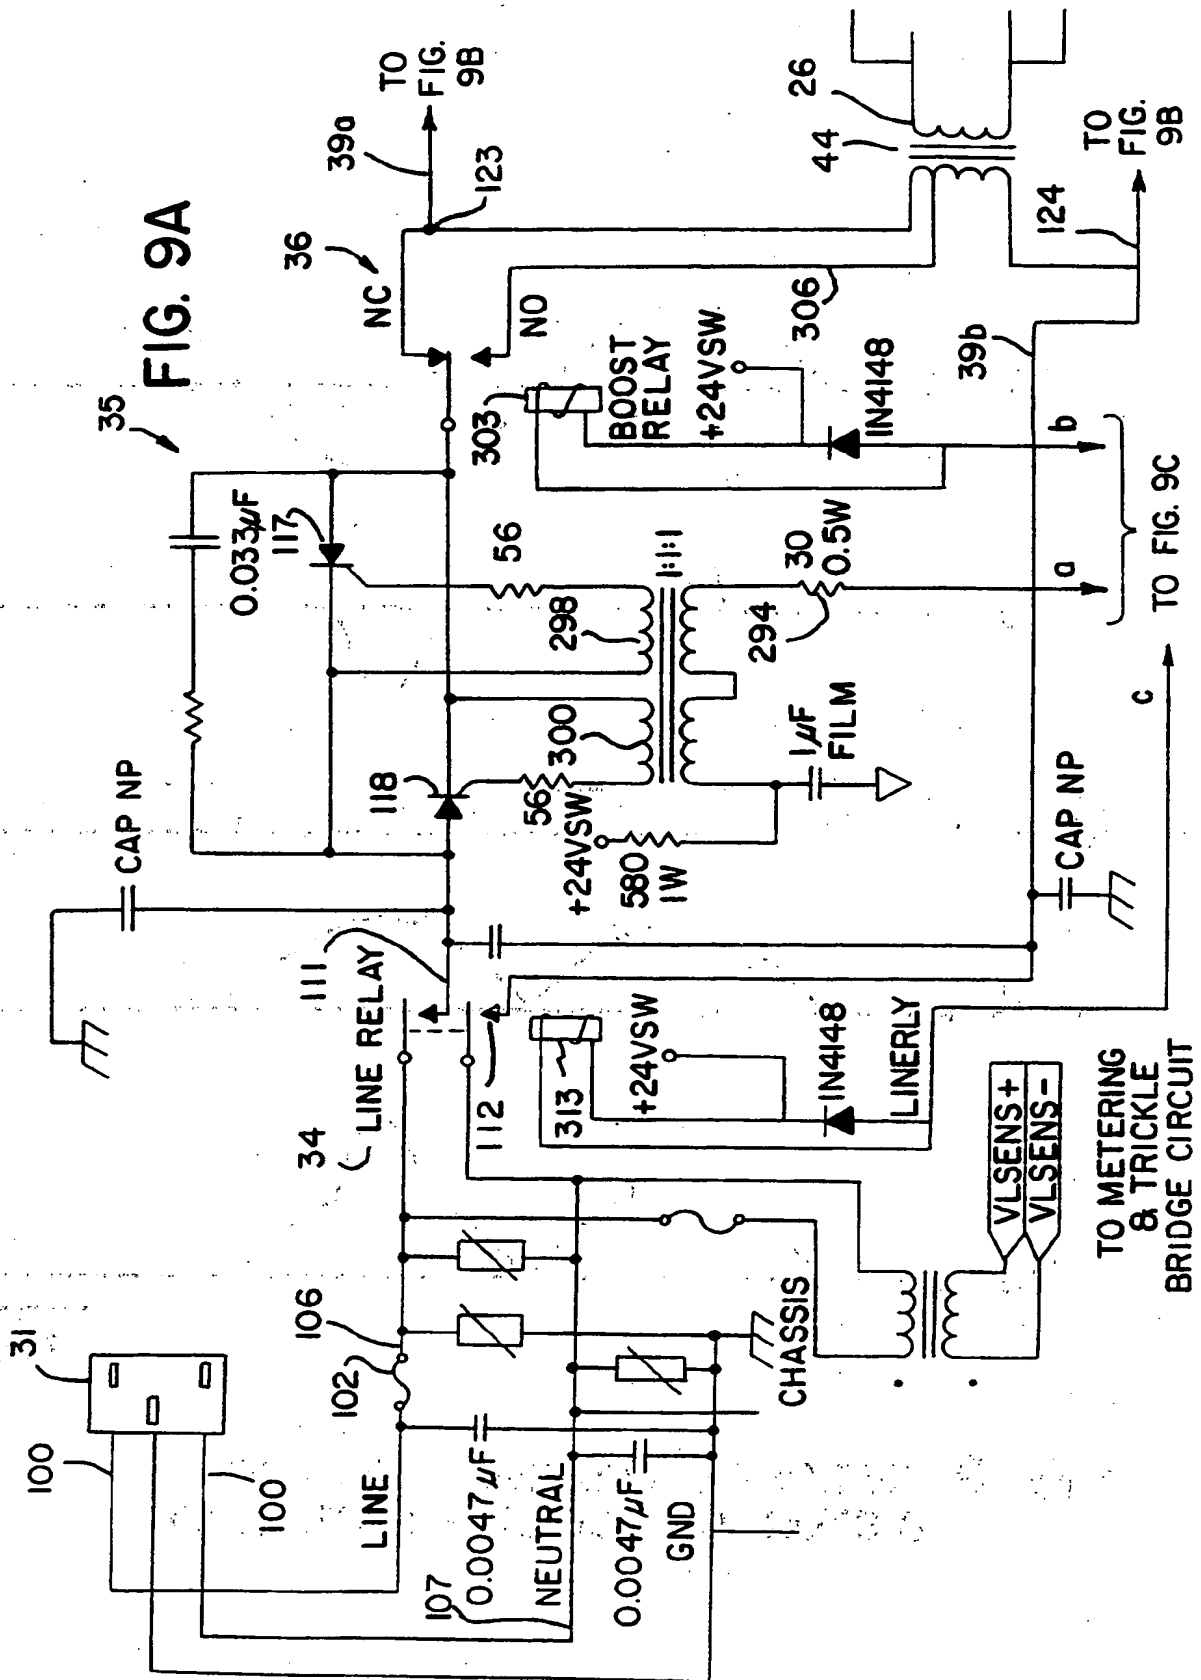 FIG. 9A
31
100
100
LINE
102
106
0.0047µF
107
NEUTRAL
0.0047µF
GND
CHASSIS
34
LINE RELAY
111
112
313
+24VSW
IN4148
LINERLY
VLSENS+
VLSENS-
TO METERING
& TRICKLE
BRIDGE CIRCUIT
CAP NP
35
0.033µF
117
118
56
56
+24VSW
580
1W
300
298
1:1:1
1µF
FILM
30
0.5W
294
CAP NP
c
a
b
TO FIG. 9C
303
BOOST
RELAY
+24VSW
IN4148
36
NC
NO
39a
TO
FIG.
9B
123
306
39b
44
26
124
TO
FIG.
9B